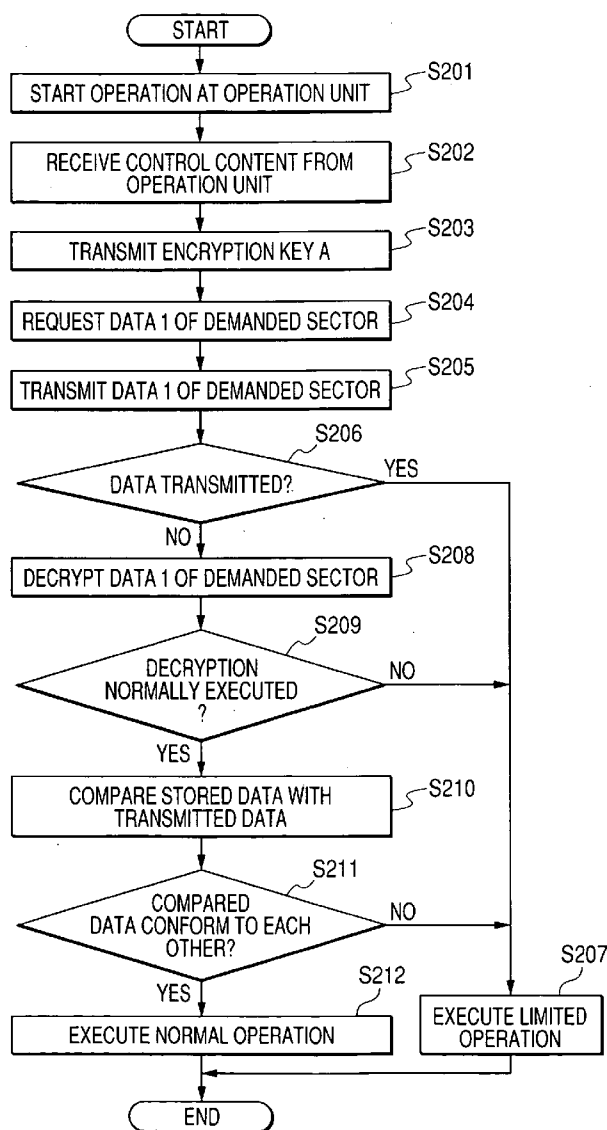 START
S201
START OPERATION AT OPERATION UNIT
S202
RECEIVE CONTROL CONTENT FROM
OPERATION UNIT
S203
TRANSMIT ENCRYPTION KEY A
S204
REQUEST DATA 1 OF DEMANDED SECTOR
S205
TRANSMIT DATA 1 OF DEMANDED SECTOR
S206
DATA TRANSMITTED?
YES
NO
S208
DECRYPT DATA 1 OF DEMANDED SECTOR
S209
DECRYPTION
NORMALLY EXECUTED
?
NO
YES
S210
COMPARE STORED DATA WITH
TRANSMITTED DATA
S211
COMPARED
DATA CONFORM TO EACH
OTHER?
NO
YES
S212
EXECUTE NORMAL OPERATION
S207
EXECUTE LIMITED
OPERATION
END